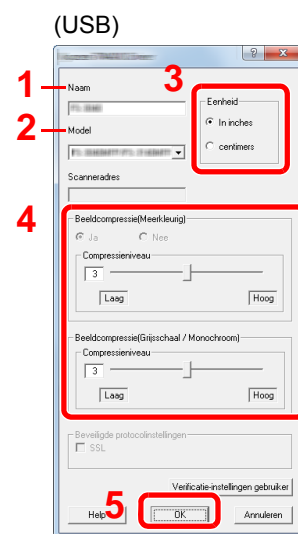 (USB)
1 Naam
3
Eenheid
In inches
centimers
2 Model
Scanneradres
4
Beeldcompressie(Meerkleurig)
Ja Nee
Compressieniveau
3
Laag Hoog
Beeldcompressie(Grijsschaal / Monochroom)
Compressieniveau
3
Laag Hoog
Beveiligde protocolinstellingen
SSL
Verificatie-instellingen gebruiker
5
Help OK Annuleren